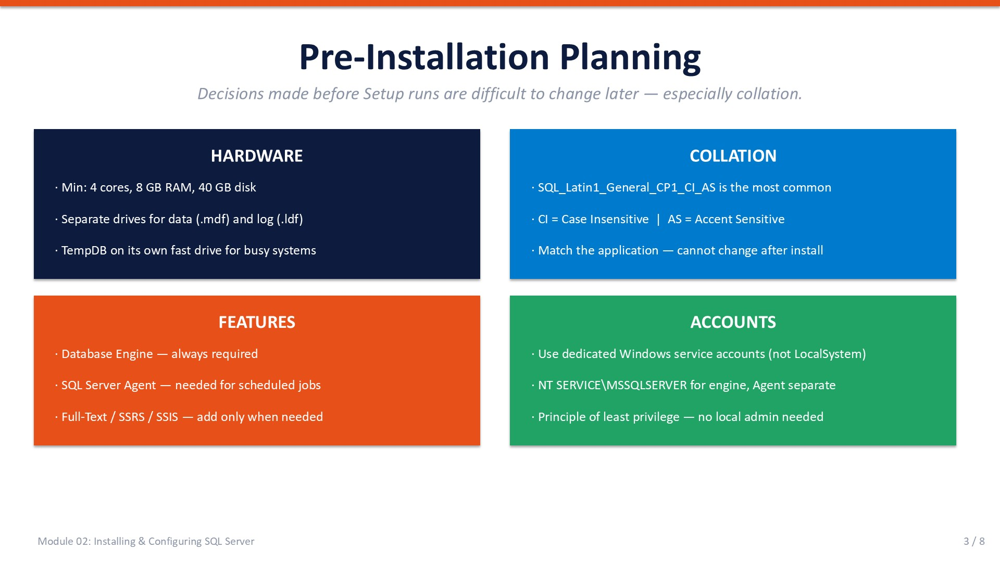 Pre-Installation Planning
Decisions made before Setup runs are difficult to change later — especially collation.
HARDWARE
· Min: 4 cores, 8 GB RAM, 40 GB disk
· Separate drives for data (.mdf) and log (.ldf)
· TempDB on its own fast drive for busy systems
COLLATION
· SQL_Latin1_General_CP1_CI_AS is the most common
· CI = Case Insensitive | AS = Accent Sensitive
· Match the application — cannot change after install
FEATURES
· Database Engine — always required
· SQL Server Agent — needed for scheduled jobs
· Full-Text / SSRS / SSIS — add only when needed
ACCOUNTS
· Use dedicated Windows service accounts (not LocalSystem)
· NT SERVICE\MSSQLSERVER for engine, Agent separate
· Principle of least privilege — no local admin needed
Module 02: Installing & Configuring SQL Server
3 / 8